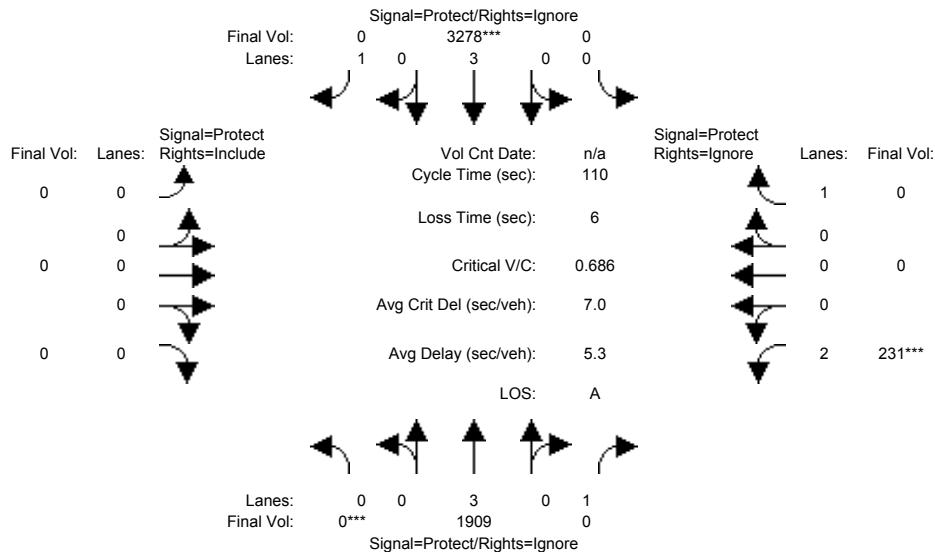 Signal=Protect/Rights=Ignore
Final Vol: 0 3278*** 0
Lanes: 1 0 3 0 0
Signal=Protect Signal=Protect
Final Vol: Lanes: Rights=Include Vol Cnt Date: n/a Rights=Ignore Lanes: Final Vol:
Cycle Time (sec): 110
0 0 1 0
Loss Time (sec): 6
0 0
0 0 Critical V/C: 0.686 0 0
0 Avg Crit Del (sec/veh): 7.0 0
0 0 Avg Delay (sec/veh): 5.3 2 231***
LOS: A
Lanes: 0 0 3 0 1
Final Vol: 0*** 1909 0
Signal=Protect/Rights=Ignore